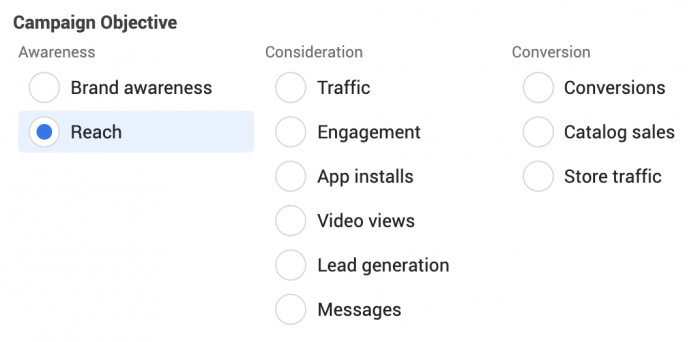 Campaign Objective
Awareness
Brand awareness
Reach
Consideration
Traffic
Engagement
App installs
Video views
Lead generation
Messages
Conversion
Conversions
Catalog sales
Store traffic